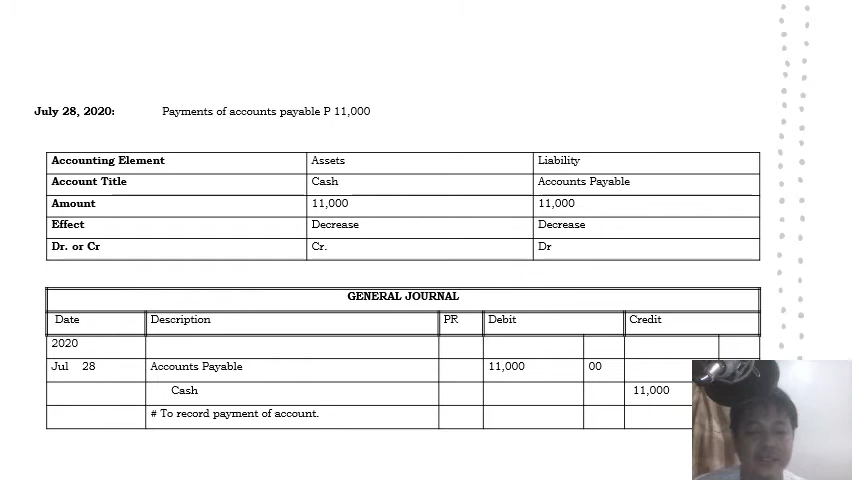 July 28, 2020: Payments of accounts payable P 11,000
Accounting Element Assets Liability
Account Title Cash Accounts Payable
Amount 11,000 11,000
Effect Decrease Decrease
Dr. or Cr Cr. Dr
GENERAL JOURNAL
Date Description PR Debit Credit
2020
Jul 28 Accounts Payable 11,000 00
Cash 11,000
# To record payment of account.